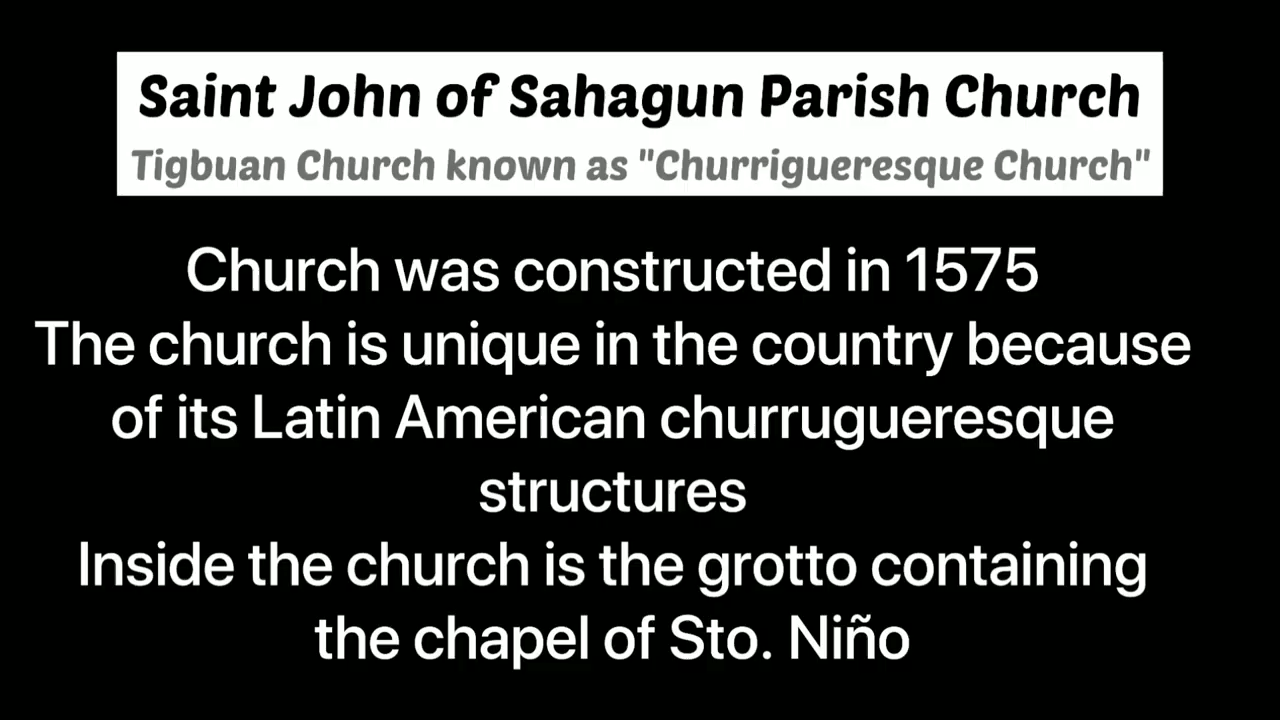 Saint John of Sahagun Parish Church
Tigbuan Church known as "Churrigueresque Church"
Church was constructed in 1575
The church is unique in the country because
of its Latin American churrugueresque
structures
Inside the church is the grotto containing
the chapel of Sto. Niño